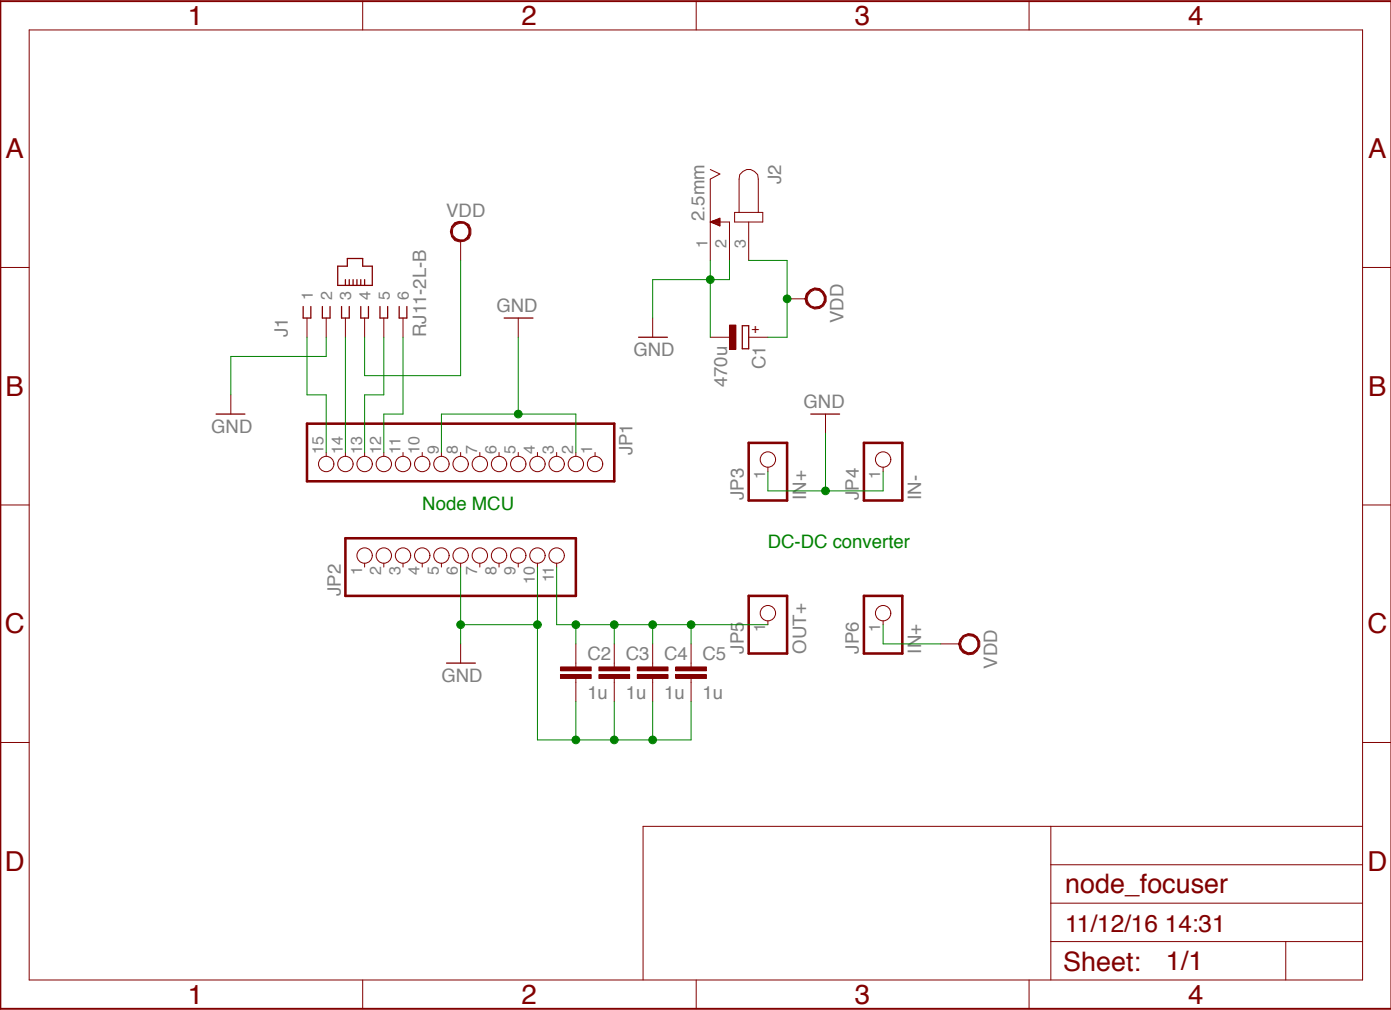 1 2 3 4
A A
2.5mm
J2
1 2 3
VDD
VDD
1 2 3 4 5 6
J1
RJ11-2L-B
GND
GND
470u
+
C1
B B
GND
GND
15 14 13 12 11 10 9 8 7 6 5 4 3 2 1
JP1
Node MCU
JP3
1
IN+
JP4
1
IN-
DC-DC converter
JP2
1 2 3 4 5 6 7 8 9 10 11
C C
JP5
1
OUT+
JP6
1
IN+
VDD
C2 C3 C4 C5
GND
1u 1u 1u 1u
D D
node_focuser
11/12/16 14:31
Sheet: 1/1
1 2 3 4